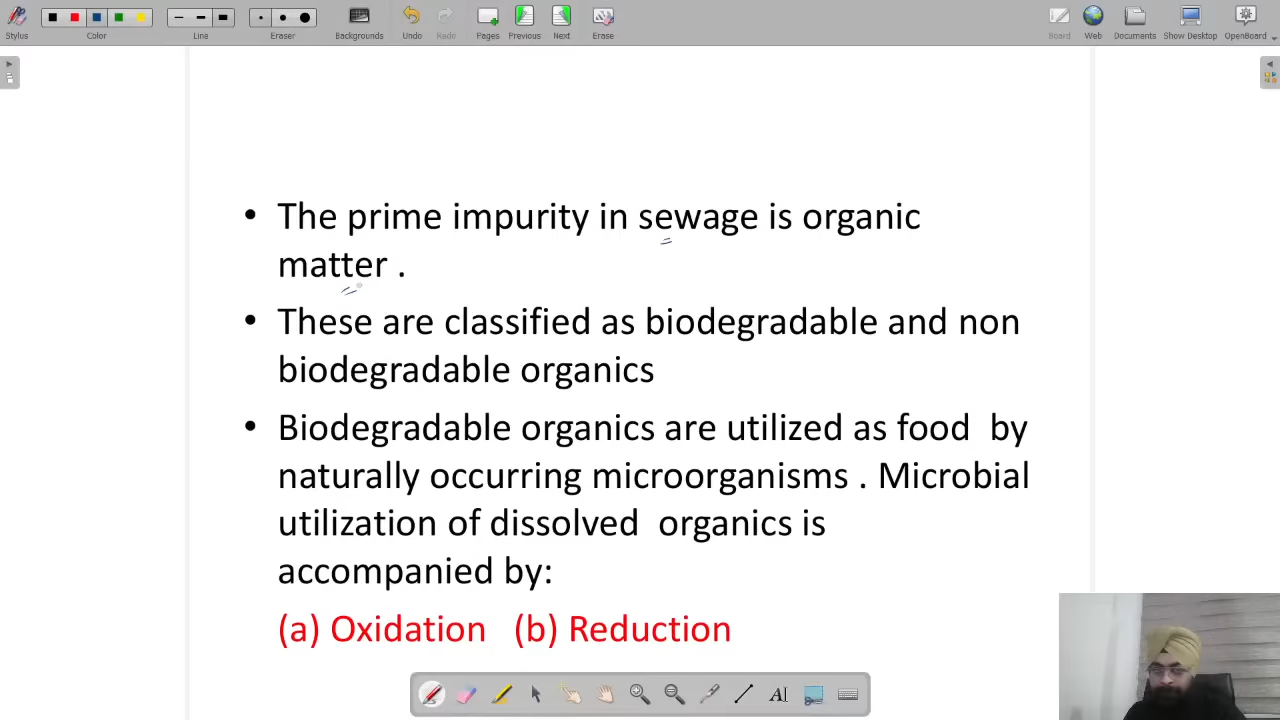 Stylus Color Line Eraser Backgrounds Undo Redo Pages Previous Next Erase Board Web Documents Show Desktop OpenBoard
• The prime impurity in sewage is organic
matter .
• These are classified as biodegradable and non
biodegradable organics
• Biodegradable organics are utilized as food  by
naturally occurring microorganisms . Microbial
utilization of dissolved  organics is
accompanied by:
(a) Oxidation   (b) Reduction
AI